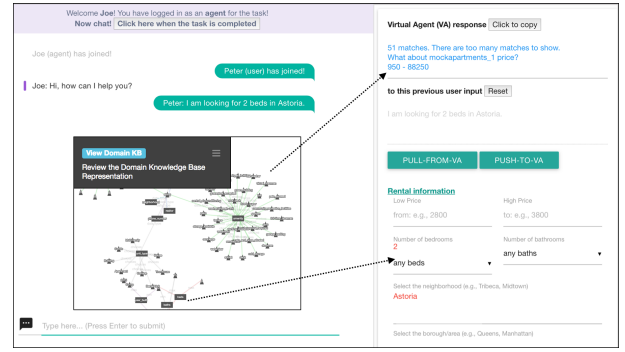 Welcome Joe! You have logged in as an agent for the task!
Now chat! Click here when the task is completed
Joe (agent) has joined!
Peter (user) has joined!
Joe: Hi, how can I help you?
Peter: I am looking for 2 beds in Astoria.
View Domain KB
Review the Domain Knowledge Base
Representation
Type here... (Press Enter to submit)
Virtual Agent (VA) response Click to copy
51 matches. There are too many matches to show.
What about mockapartments_1 price?
950 - 88250
to this previous user input Reset
I am looking for 2 beds in Astoria.
PULL-FROM-VA PUSH-TO-VA
Rental information
Low Price High Price
from: e.g., 2800 to: e.g., 3800
Number of bedrooms Number of bathrooms
2
any beds any baths
Select the neighborhood (e.g., Tribeca, Midtown)
Astoria
Select the borough/area (e.g., Queens, Manhattan)